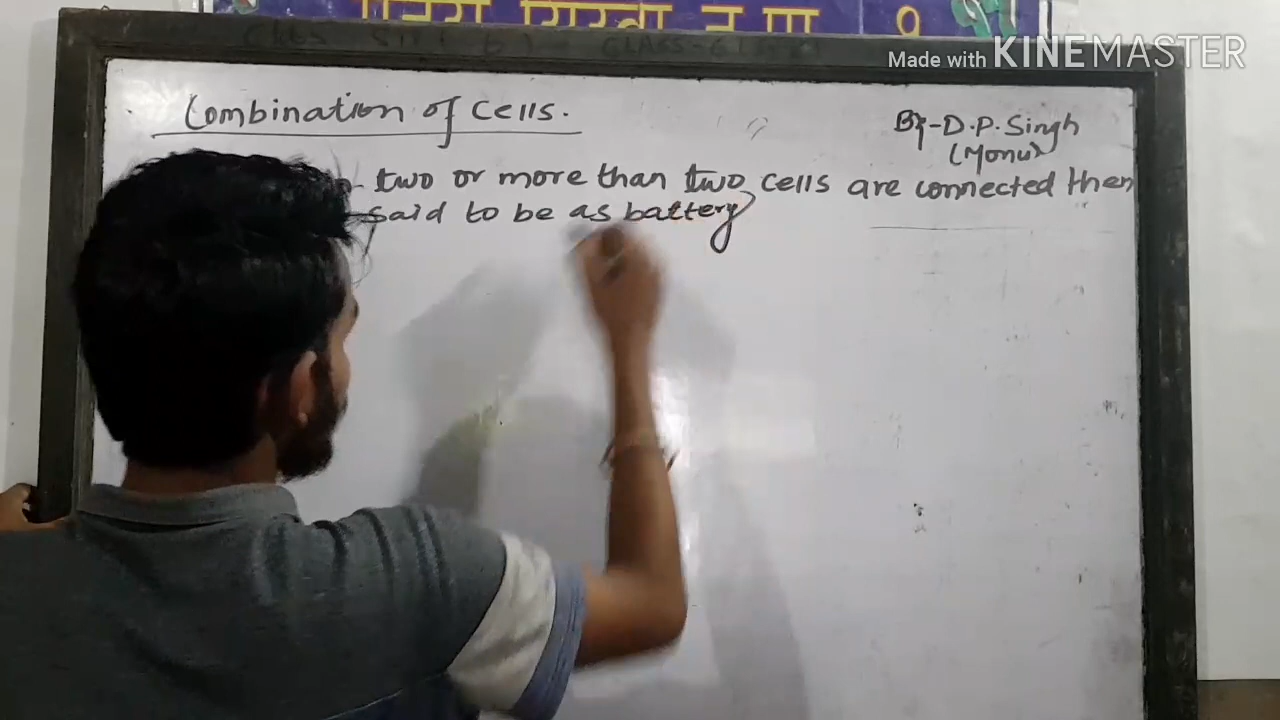 Made with KINEMASTER
Combination of Cells.
By-D.P.Singh
(Monu)
two or more than two cells are connected then
said to be as battery